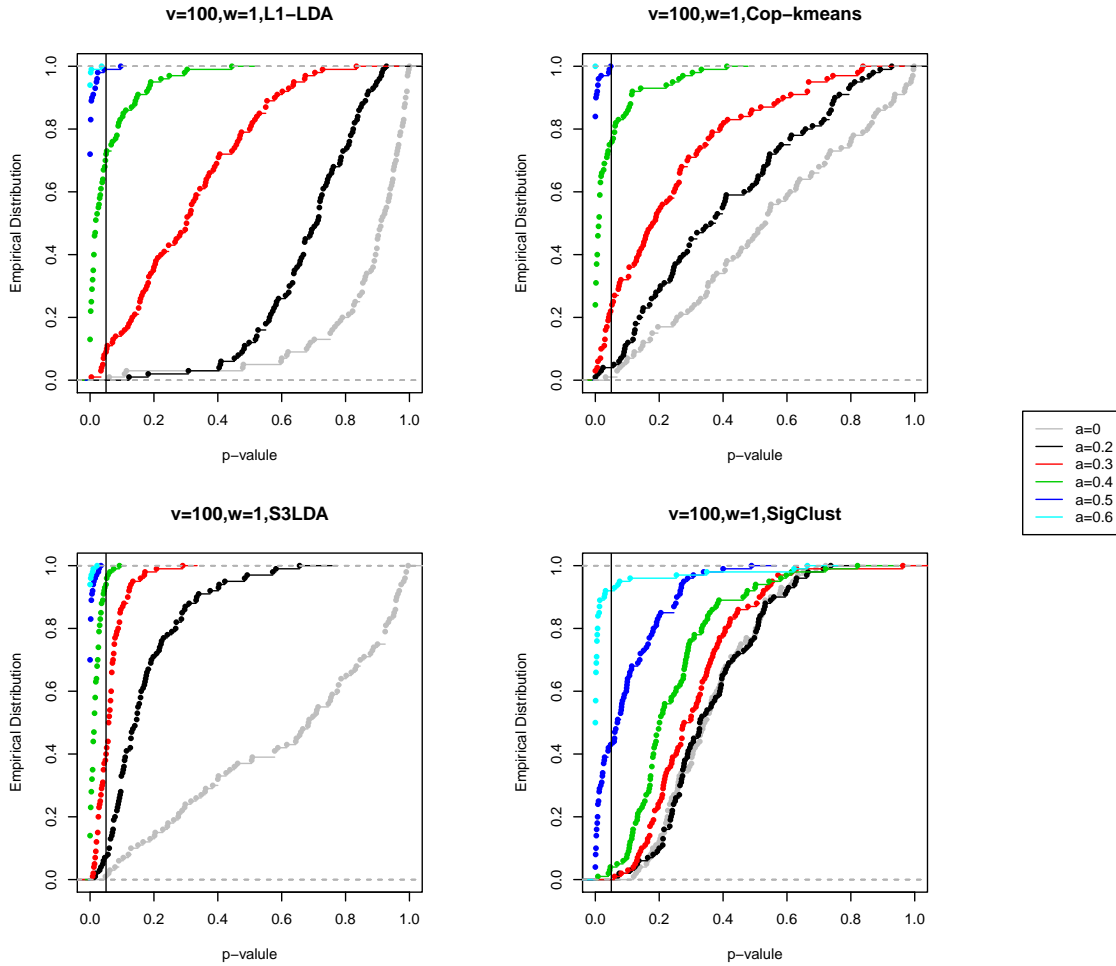 v=100,w=1,L1−LDA
Empirical Distribution
0.0 0.2 0.4 0.6 0.8 1.0
0.0 0.2 0.4 0.6 0.8 1.0
p−valule
v=100,w=1,Cop−kmeans
Empirical Distribution
0.0 0.2 0.4 0.6 0.8 1.0
0.0 0.2 0.4 0.6 0.8 1.0
p−valule
a=0
a=0.2
a=0.3
a=0.4
a=0.5
a=0.6
v=100,w=1,S3LDA
Empirical Distribution
0.0 0.2 0.4 0.6 0.8 1.0
0.0 0.2 0.4 0.6 0.8 1.0
p−valule
v=100,w=1,SigClust
Empirical Distribution
0.0 0.2 0.4 0.6 0.8 1.0
0.0 0.2 0.4 0.6 0.8 1.0
p−valule